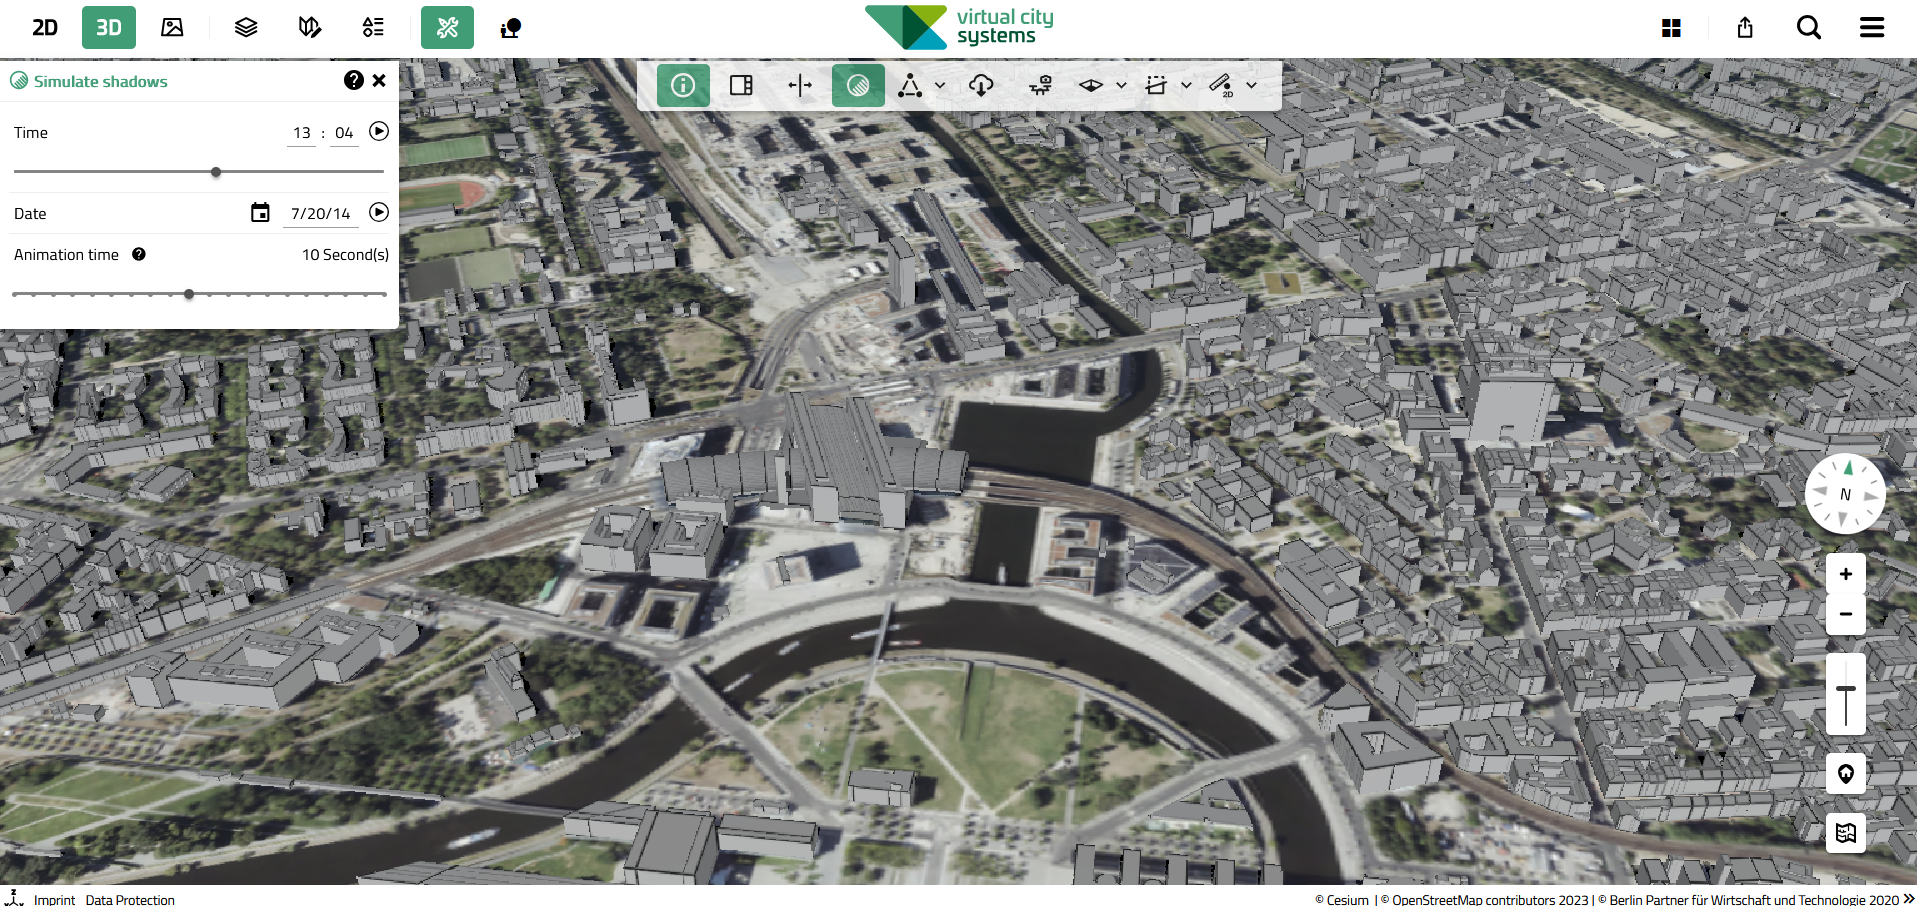 2D
3D
virtual city
systems
Simulate shadows
Time
13 : 04
Date
7/20/14
Animation time
10 Second(s)
2D
N
Z
Imprint Data Protection
© Cesium | © OpenStreetMap contributors 2023 | © Berlin Partner für Wirtschaft und Technologie 2020